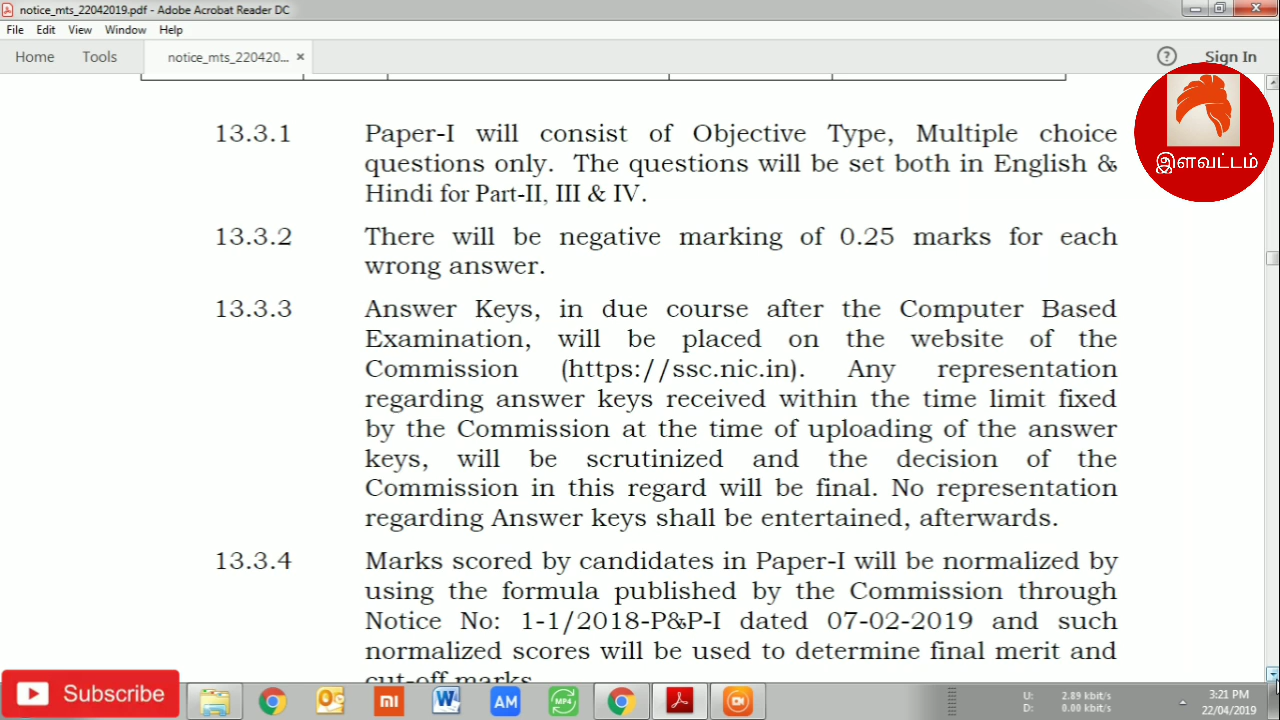 notice_mts_22042019.pdf - Adobe Acrobat Reader DC
File Edit View Window Help
Home Tools notice_mts_220420... × ? Sign In
இளவட்டம்
13.3.1 Paper-I will consist of Objective Type, Multiple choice
questions only. The questions will be set both in English &
Hindi for Part-II, III & IV.
13.3.2 There will be negative marking of 0.25 marks for each
wrong answer.
13.3.3 Answer Keys, in due course after the Computer Based
Examination, will be placed on the website of the
Commission (https://ssc.nic.in). Any representation
regarding answer keys received within the time limit fixed
by the Commission at the time of uploading of the answer
keys, will be scrutinized and the decision of the
Commission in this regard will be final. No representation
regarding Answer keys shall be entertained, afterwards.
13.3.4 Marks scored by candidates in Paper-I will be normalized by
using the formula published by the Commission through
Notice No: 1-1/2018-P&P-I dated 07-02-2019 and such
normalized scores will be used to determine final merit and
cut-off marks.
Subscribe
mi
W
AM
MP4
U: 2.89 kbit/s
D: 0.00 kbit/s
3:21 PM
22/04/2019